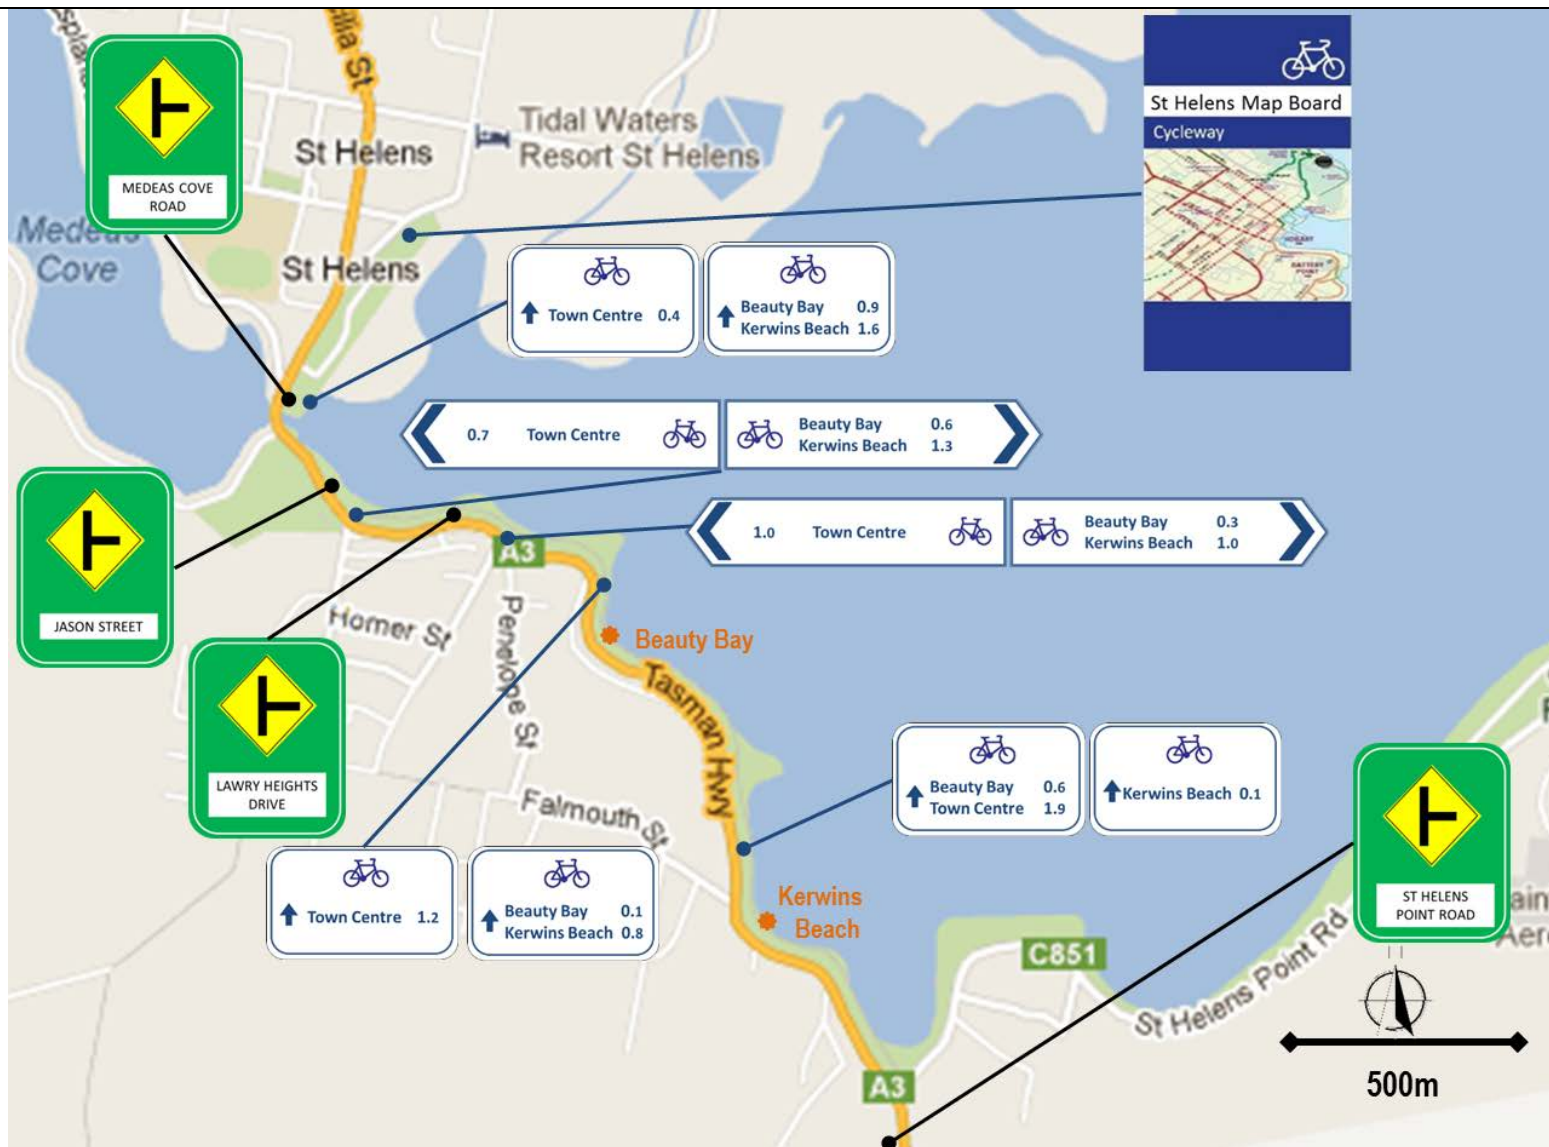 MEDEAS COVE
ROAD
ilia St
St Helens
Tidal Waters
Resort St Helens
St Helens Map Board
Cycleway
HOBART
BATTERY
POINT
Medeas
Cove
St Helens
Town Centre 0.4
Beauty Bay 0.9
Kerwins Beach 1.6
0.7 Town Centre
Beauty Bay 0.6
Kerwins Beach 1.3
1.0 Town Centre
Beauty Bay 0.3
Kerwins Beach 1.0
A3
JASON STREET
Homer St
Penelope St
Beauty Bay
Tasman Hwy
LAWRY HEIGHTS
DRIVE
Falmouth St
Beauty Bay 0.6
Town Centre 1.9
Kerwins Beach 0.1
Town Centre 1.2
Beauty Bay 0.1
Kerwins Beach 0.8
Kerwins
Beach
ST HELENS
POINT ROAD
C851
St Helens Point Rd
A3
500m